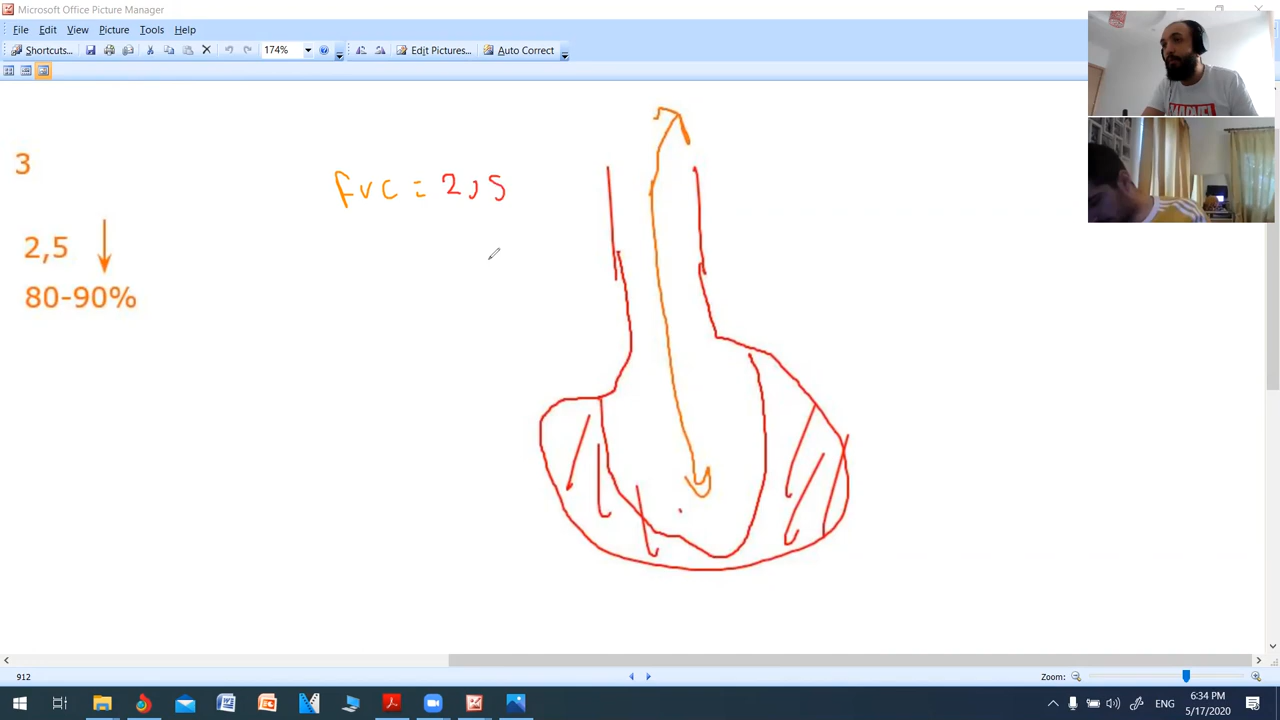 Microsoft Office Picture Manager
File Edit View Picture Tools Help
Shortcuts... 174% Edit Pictures... Auto Correct
3
FVC = 2,5
2,5
80-90%
MARVEL
912
Zoom:
ENG
6:34 PM
5/17/2020